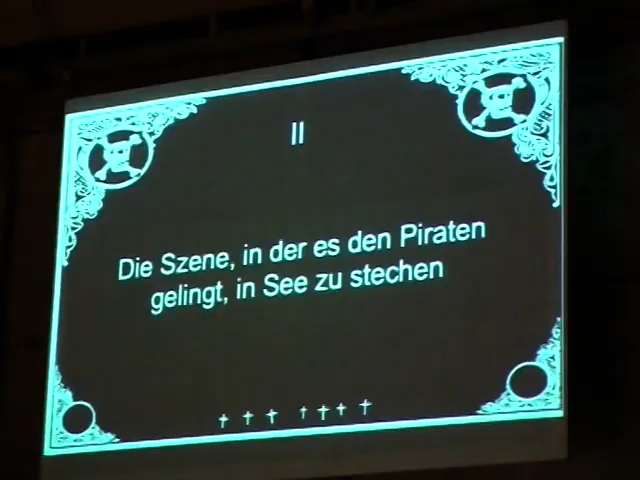 II
Die Szene, in der es den Piraten
gelingt, in See zu stechen